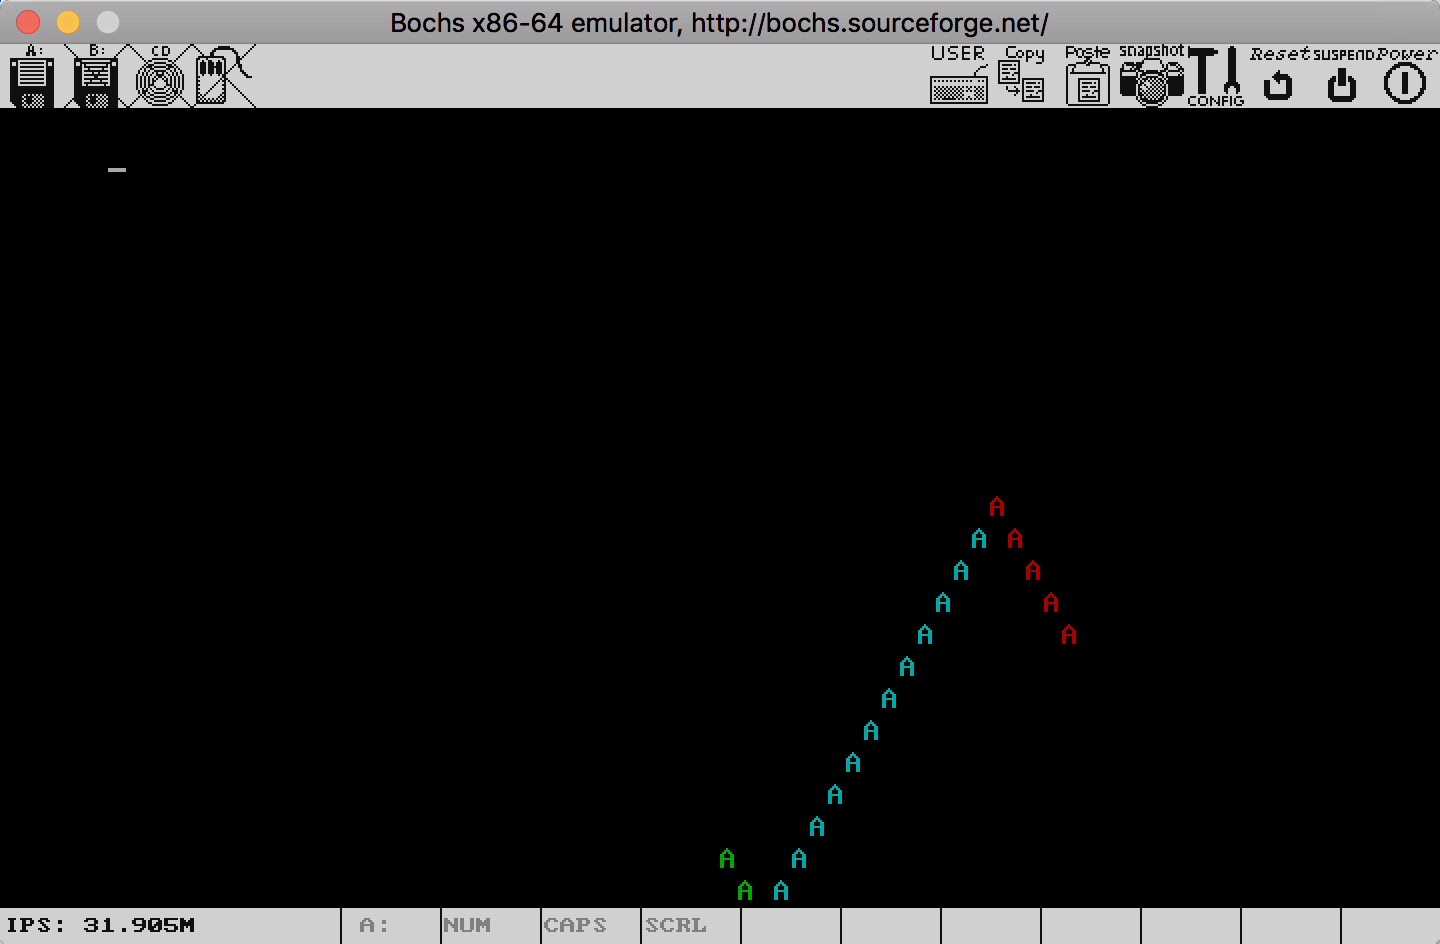 Bochs x86-64 emulator, http://bochs.sourceforge.net/
A: B: CD USER Copy Paste snapshot CONFIG Reset SUSPEND Power
_
A
A A
A A
A A
A A
A
A
A
A
A
A
A A
A A
IPS: 31.905M A: NUM CAPS SCRL